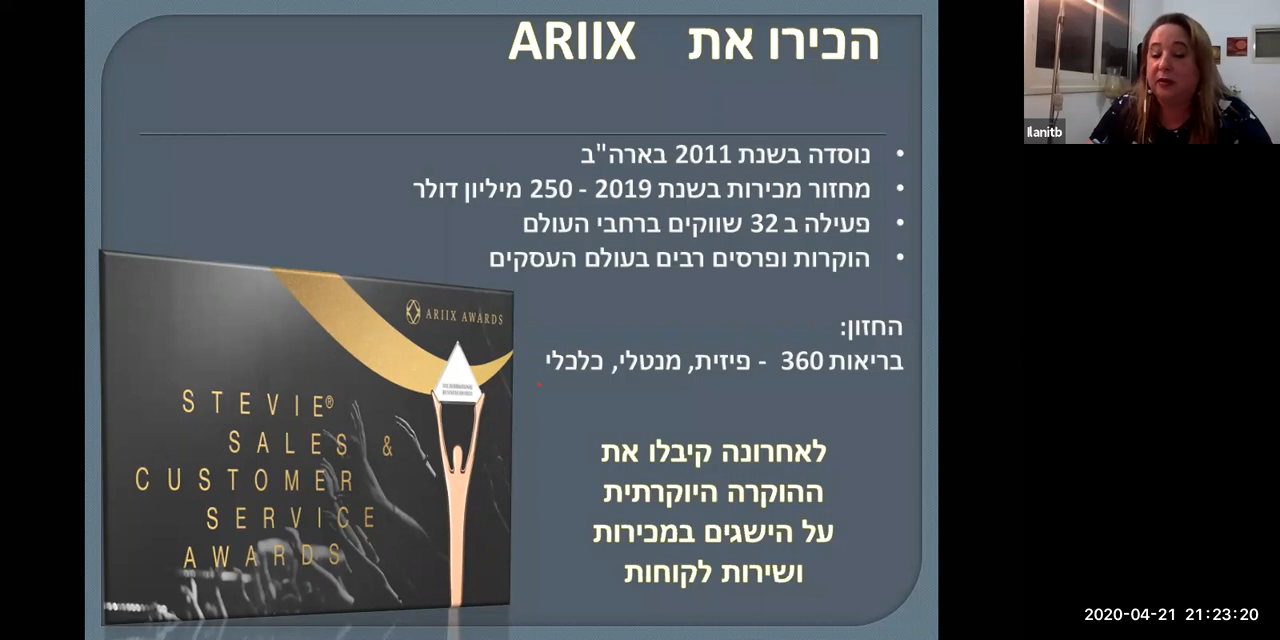 הכירו את ARIIX
נוסדה בשנת 2011 בארה"ב
מחזור מכירות בשנת 2019 - 250 מיליון דולר
פעילה ב 32 שווקים ברחבי העולם
הוקרות ופרסים רבים בעולם העסקים
החזון:
בריאות 360 - פיזית, מנטלי, כלכלי
לאחרונה קיבלו את
ההוקרה היוקרתית
על הישגים במכירות
ושירות לקוחות
ARIIX AWARDS
STEVIE®
SALES &
CUSTOMER
SERVICE
AWARDS
Ilanitb
2020-04-21 21:23:20